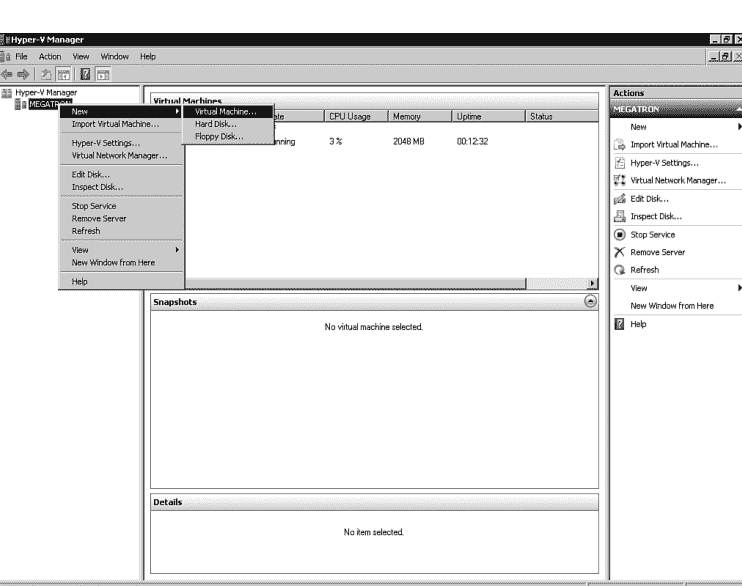 Hyper-V Manager
File Action View Window Help
Hyper-V Manager
New
Import Virtual Machine...
Hyper-V Settings...
Virtual Network Manager...
Edit Disk...
Inspect Disk...
Stop Service
Remove Server
Refresh
View
New Window from Here
Help
Virtual Machine...
Hard Disk...
Floppy Disk...
Virtual Machines
CPU Usage Memory Uptime Status
3 % 2048 MB 00:12:32
Snapshots
No virtual machine selected.
Details
No item selected.
Actions
MEGATRON
New
Import Virtual Machine...
Hyper-V Settings...
Virtual Network Manager...
Edit Disk...
Inspect Disk...
Stop Service
Remove Server
Refresh
View
New Window from Here
Help